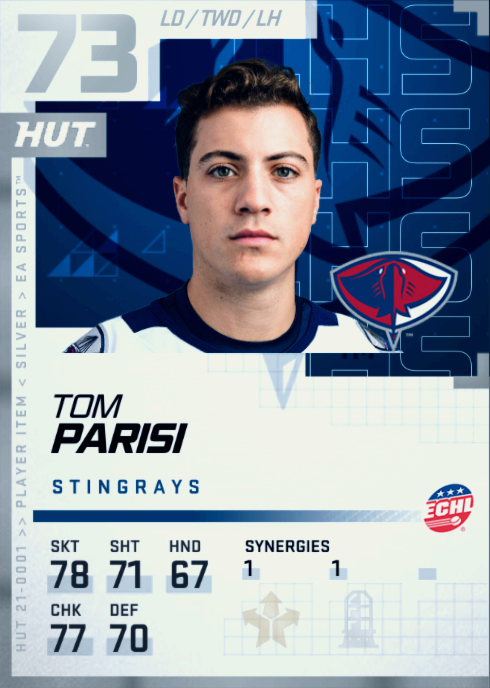 73
LD / TWD / LH
HUT
HUT 21-0001 >> PLAYER ITEM < SILVER > EA SPORTS™
TOM
PARISI
STINGRAYS
ECHL
SKT SHT HND SYNERGIES
78 71 67 1 1
CHK DEF
77 70